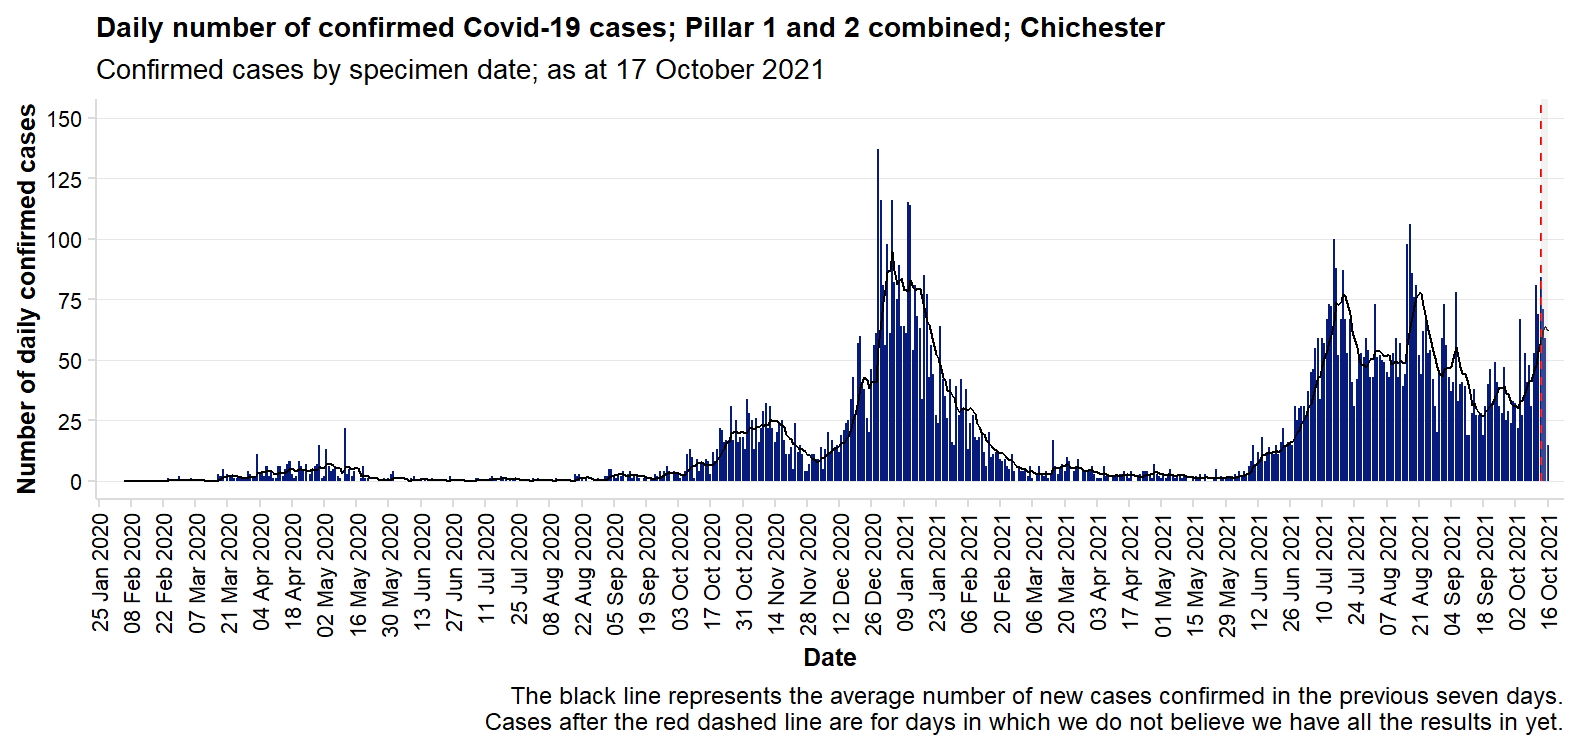 Daily number of confirmed Covid-19 cases; Pillar 1 and 2 combined; Chichester
Confirmed cases by specimen date; as at 17 October 2021
Number of daily confirmed cases
150
125
100
75
50
25
0
25 Jan 2020
08 Feb 2020
22 Feb 2020
07 Mar 2020
21 Mar 2020
04 Apr 2020
18 Apr 2020
02 May 2020
16 May 2020
30 May 2020
13 Jun 2020
27 Jun 2020
11 Jul 2020
25 Jul 2020
08 Aug 2020
22 Aug 2020
05 Sep 2020
19 Sep 2020
03 Oct 2020
17 Oct 2020
31 Oct 2020
14 Nov 2020
28 Nov 2020
12 Dec 2020
26 Dec 2020
09 Jan 2021
23 Jan 2021
06 Feb 2021
20 Feb 2021
06 Mar 2021
20 Mar 2021
03 Apr 2021
17 Apr 2021
01 May 2021
15 May 2021
29 May 2021
12 Jun 2021
26 Jun 2021
10 Jul 2021
24 Jul 2021
07 Aug 2021
21 Aug 2021
04 Sep 2021
18 Sep 2021
02 Oct 2021
16 Oct 2021
Date
The black line represents the average number of new cases confirmed in the previous seven days.
Cases after the red dashed line are for days in which we do not believe we have all the results in yet.